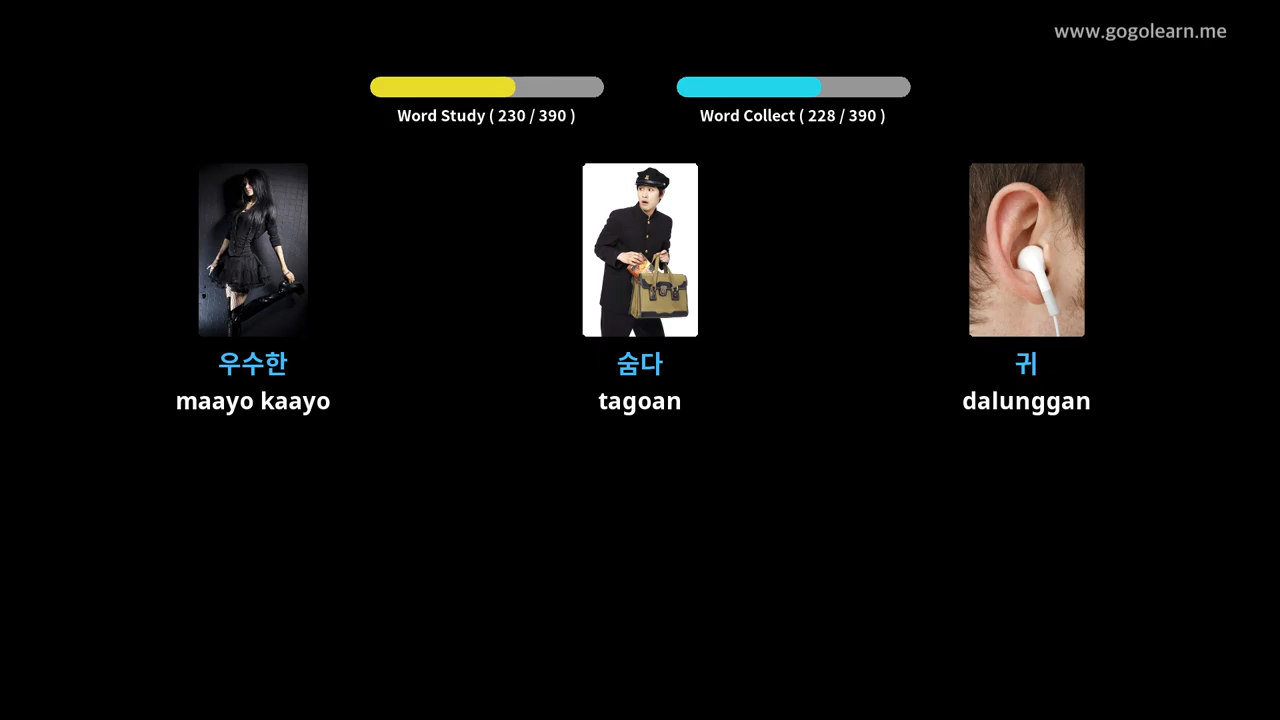 www.gogolearn.me
Word Study ( 230 / 390 )
Word Collect ( 228 / 390 )
우수한
maayo kaayo
숨다
tagoan
귀
dalunggan